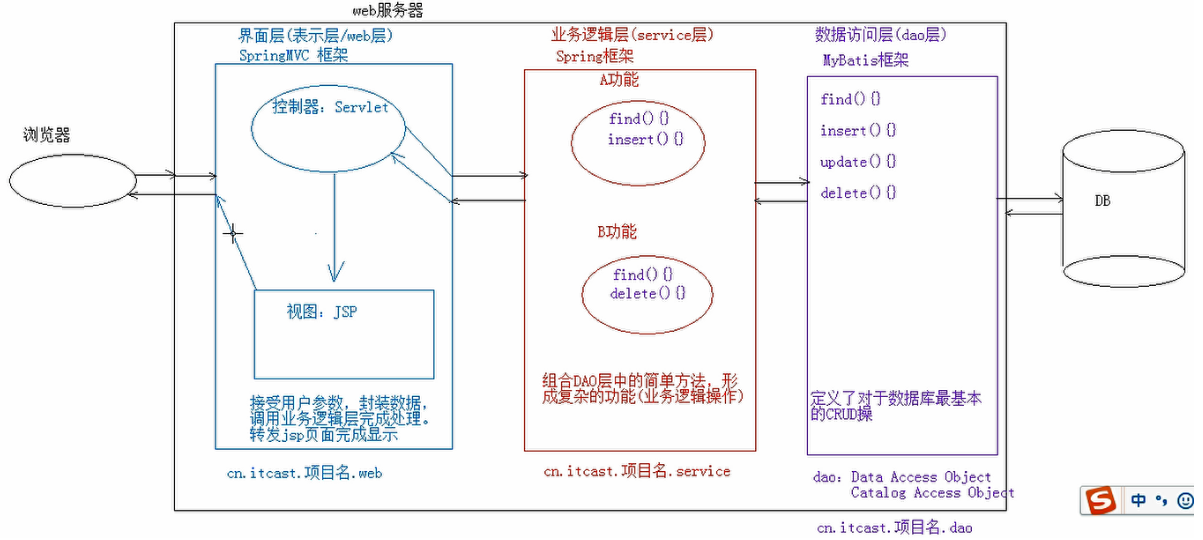 web服务器
浏览器
界面层(表示层/web层)
SpringMVC 框架
控制器: Servlet
视图: JSP
接受用户参数，封装数据，
调用业务逻辑层完成处理。
转发jsp页面完成显示
cn.itcast.项目名.web
业务逻辑层(service层)
Spring框架
A功能
find(){}
insert(){}
B功能
find(){}
delete(){}
组合DAO层中的简单方法，形
成复杂的功能(业务逻辑操作)
cn.itcast.项目名.service
数据访问层(dao层)
MyBatis框架
find(){}
insert(){}
update(){}
delete(){}
定义了对于数据库最基本
的CRUD操
dao: Data Access Object
Catalog Access Object
cn.itcast.项目名.dao
DB
S 中 °，